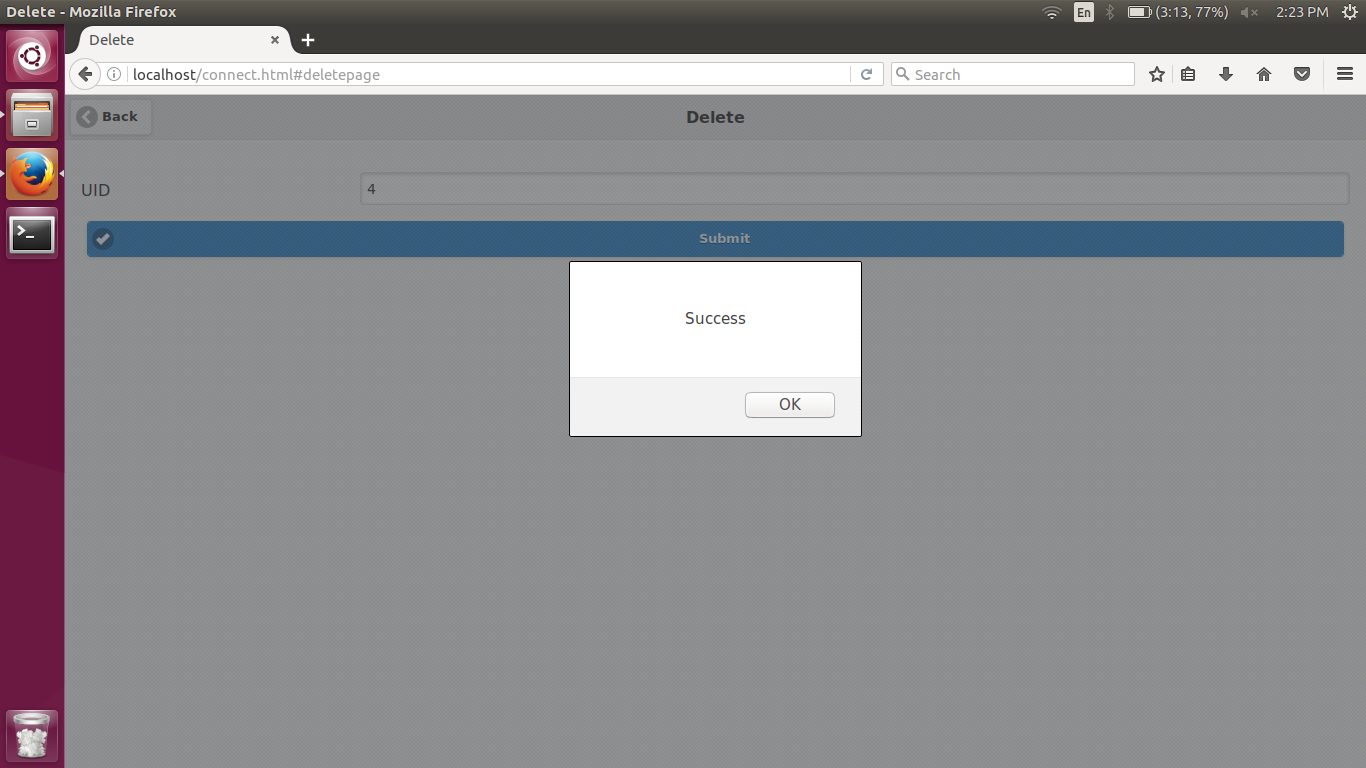 Delete - Mozilla Firefox
En
(3:13, 77%)
2:23 PM
Delete
localhost/connect.html#deletepage
Search
Back
Delete
UID
4
Submit
Success
OK
>_